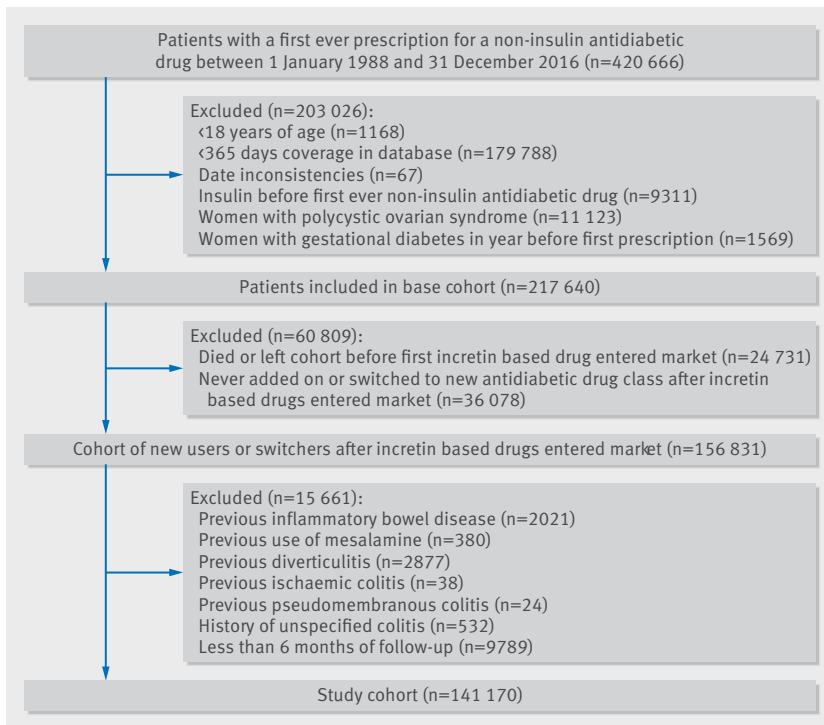 Patients with a first ever prescription for a non-insulin antidiabetic
drug between 1 January 1988 and 31 December 2016 (n=420 666)
Excluded (n=203 026):
<18 years of age (n=1168)
<365 days coverage in database (n=179 788)
Date inconsistencies (n=67)
Insulin before first ever non-insulin antidiabetic drug (n=9311)
Women with polycystic ovarian syndrome (n=11 123)
Women with gestational diabetes in year before first prescription (n=1569)
Patients included in base cohort (n=217 640)
Excluded (n=60 809):
Died or left cohort before first incretin based drug entered market (n=24 731)
Never added on or switched to new antidiabetic drug class after incretin
based drugs entered market (n=36 078)
Cohort of new users or switchers after incretin based drugs entered market (n=156 831)
Excluded (n=15 661):
Previous inflammatory bowel disease (n=2021)
Previous use of mesalamine (n=380)
Previous diverticulitis (n=2877)
Previous ischaemic colitis (n=38)
Previous pseudomembranous colitis (n=24)
History of unspecified colitis (n=532)
Less than 6 months of follow-up (n=9789)
Study cohort (n=141 170)